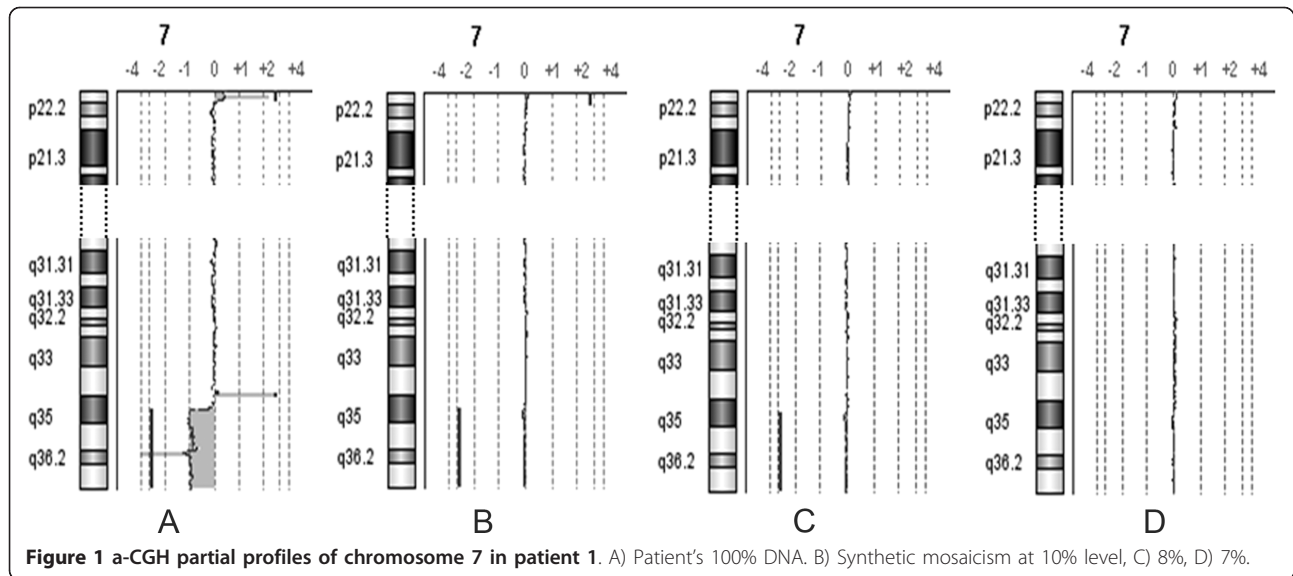 7 7 7 7
-4 -2 -1 0 +1 +2 +4 -4 -2 -1 0 +1 +2 +4 -4 -2 -1 0 +1 +2 +4 -4 -2 -1 0 +1 +2 +4
p22.2 p22.2 p22.2 p22.2
p21.3 p21.3 p21.3 p21.3
q31.31 q31.31 q31.31 q31.31
q31.33 q31.33 q31.33 q31.33
q32.2 q32.2 q32.2 q32.2
q33 q33 q33 q33
q35 q35 q35 q35
q36.2 q36.2 q36.2 q36.2
A B C D
Figure 1 a-CGH partial profiles of chromosome 7 in patient 1. A) Patient's 100% DNA. B) Synthetic mosaicism at 10% level, C) 8%, D) 7%.